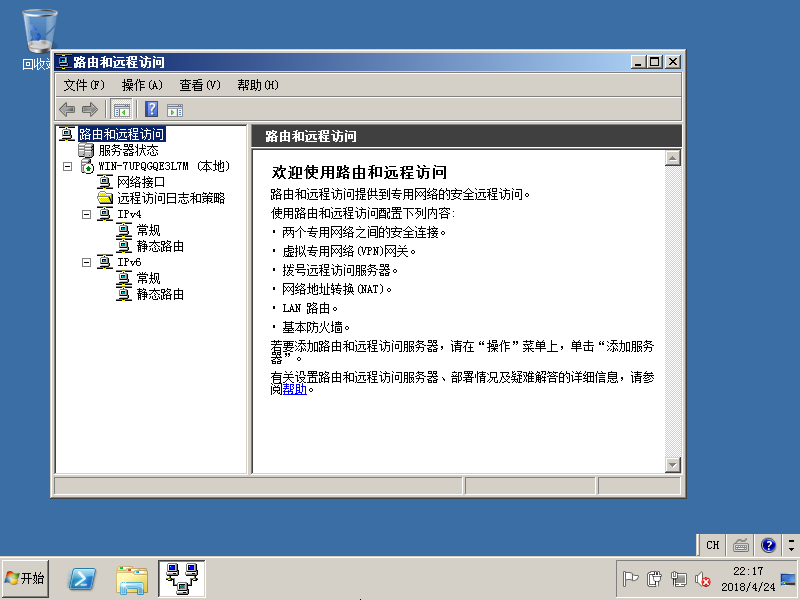 回收站
路由和远程访问
文件(F) 操作(A) 查看(V) 帮助(H)
路由和远程访问
服务器状态
WIN-7UPQGQE3L7M (本地)
网络接口
远程访问日志和策略
IPv4
常规
静态路由
IPv6
常规
静态路由
路由和远程访问
欢迎使用路由和远程访问
路由和远程访问提供到专用网络的安全远程访问。
使用路由和远程访问配置下列内容:
· 两个专用网络之间的安全连接。
· 虚拟专用网络(VPN)网关。
· 拨号远程访问服务器。
· 网络地址转换(NAT)。
· LAN 路由。
· 基本防火墙。
若要添加路由和远程访问服务器，请在“操作”菜单上，单击“添加服务
器”。
有关设置路由和远程访问服务器、部署情况及疑难解答的详细信息，请参
阅帮助。
CH
开始
22:17
2018/4/24